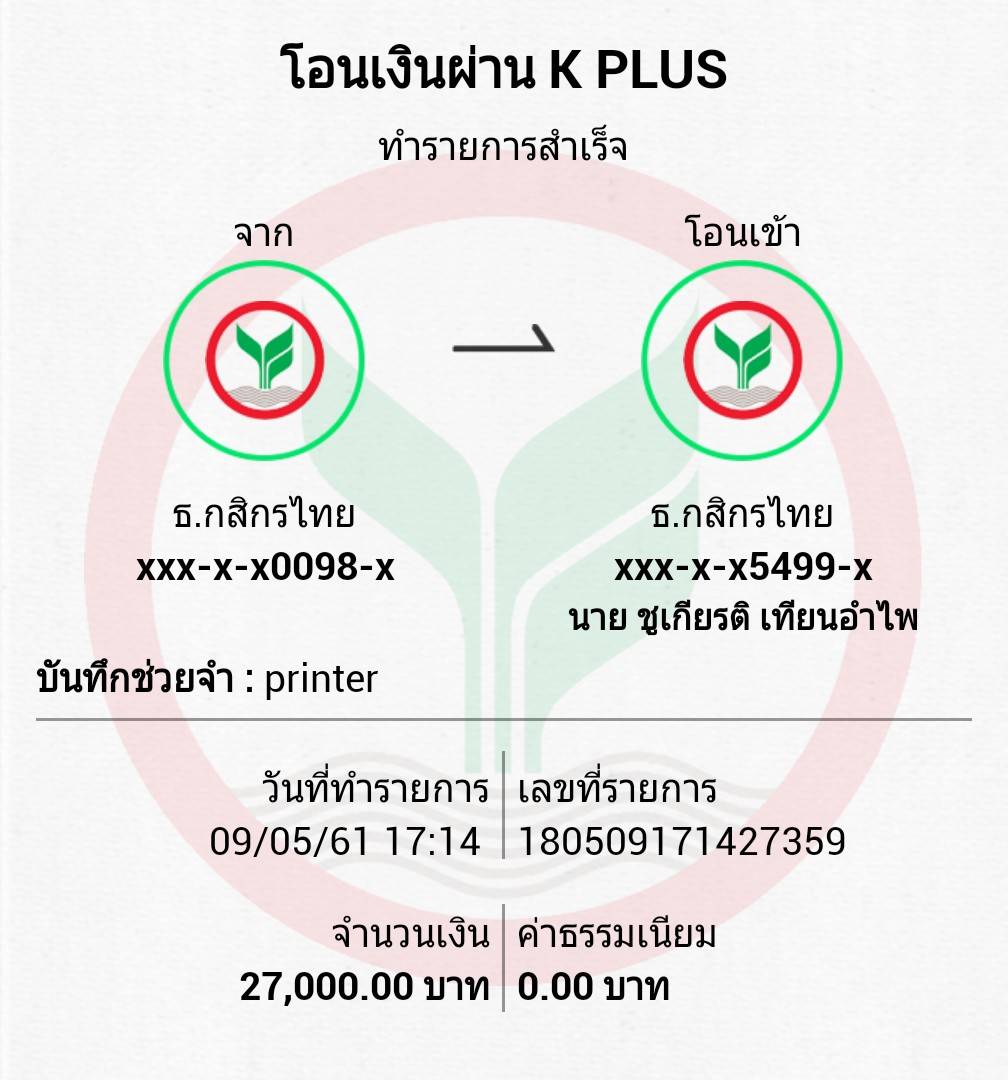 โอนเงินผ่าน K PLUS
ทำรายการสำเร็จ
จาก
โอนเข้า
ธ.กสิกรไทย
xxx-x-x0098-x
ธ.กสิกรไทย
xxx-x-x5499-x
นาย ชูเกียรติ เทียนอำไพ
บันทึกช่วยจำ : printer
วันที่ทำรายการ
09/05/61 17:14
เลขที่รายการ
180509171427359
จำนวนเงิน
27,000.00 บาท
ค่าธรรมเนียม
0.00 บาท